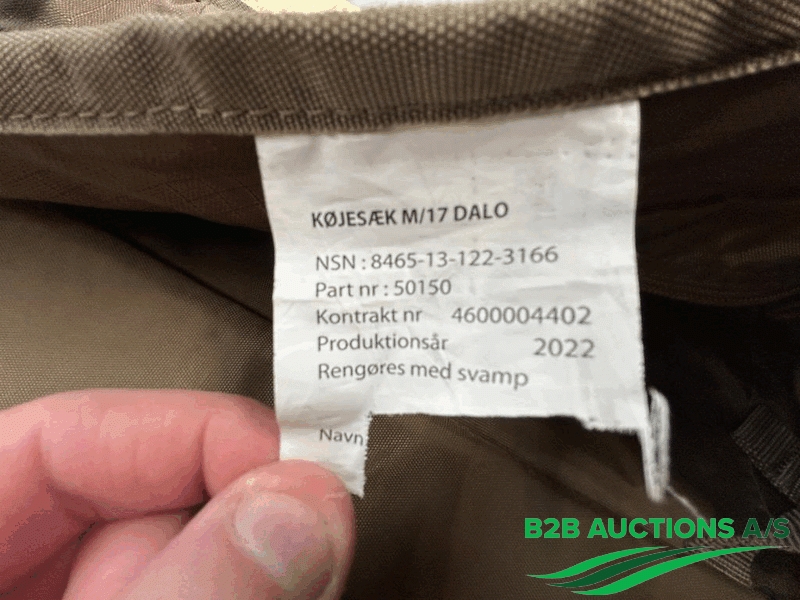 KØJESÆK M/17 DALO
NSN : 8465-13-122-3166
Part nr : 50150
Kontrakt nr 4600004402
Produktionsår 2022
Rengøres med svamp
Navn
B2B AUCTIONS A/S